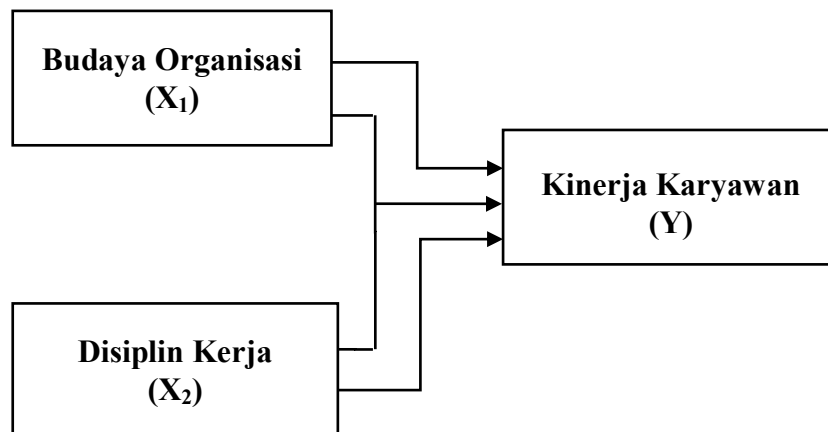 Budaya Organisasi
(X₁)
Kinerja Karyawan
(Y)
Disiplin Kerja
(X₂)